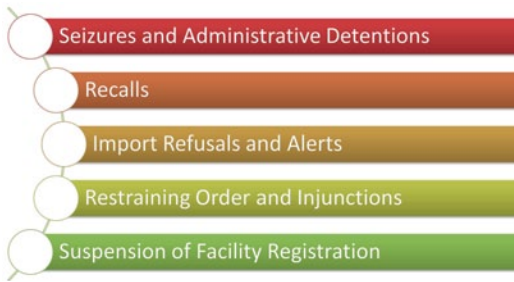 Seizures and Administrative Detentions
Recalls
Import Refusals and Alerts
Restraining Order and Injunctions
Suspension of Facility Registration